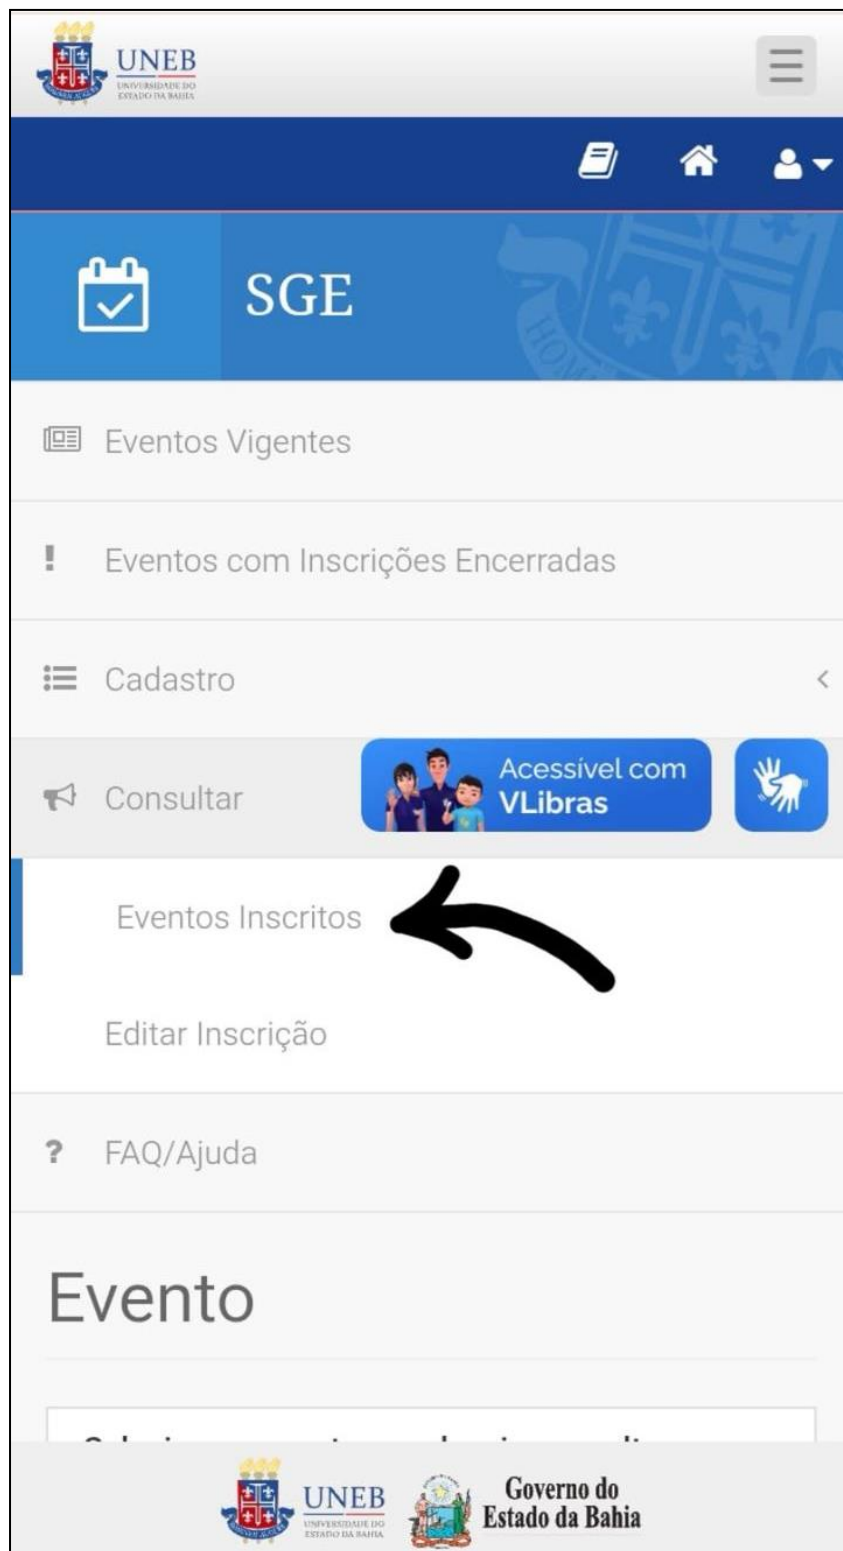 UNEB
UNIVERSIDADE DO
ESTADO DA BAHIA
SGE
HOM
Eventos Vigentes
Eventos com Inscrições Encerradas
Cadastro
Consultar
Acessível com
VLibras
Eventos Inscritos
Editar Inscrição
FAQ/Ajuda
Evento
UNEB
UNIVERSIDADE DO
ESTADO DA BAHIA
Governo do
Estado da Bahia